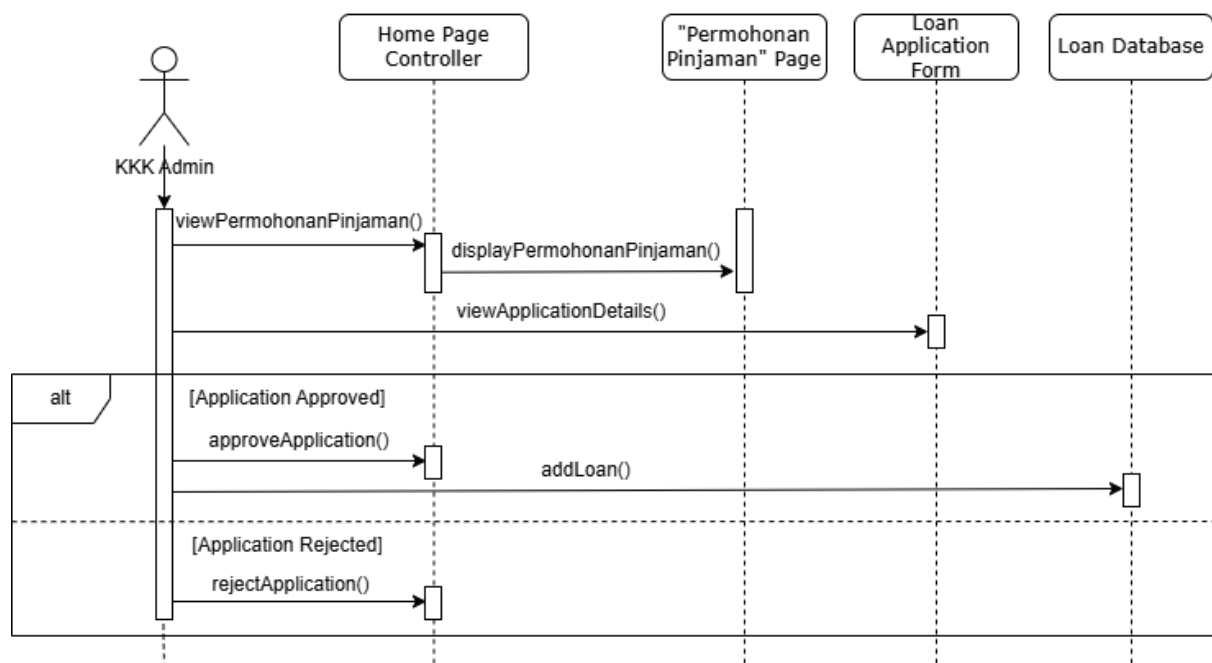 Home Page
Controller
"Permohonan
Pinjaman" Page
Loan
Application
Form
Loan Database
KKK Admin
viewPermohonanPinjaman()
displayPermohonanPinjaman()
viewApplicationDetails()
alt
[Application Approved]
approveApplication()
addLoan()
[Application Rejected]
rejectApplication()